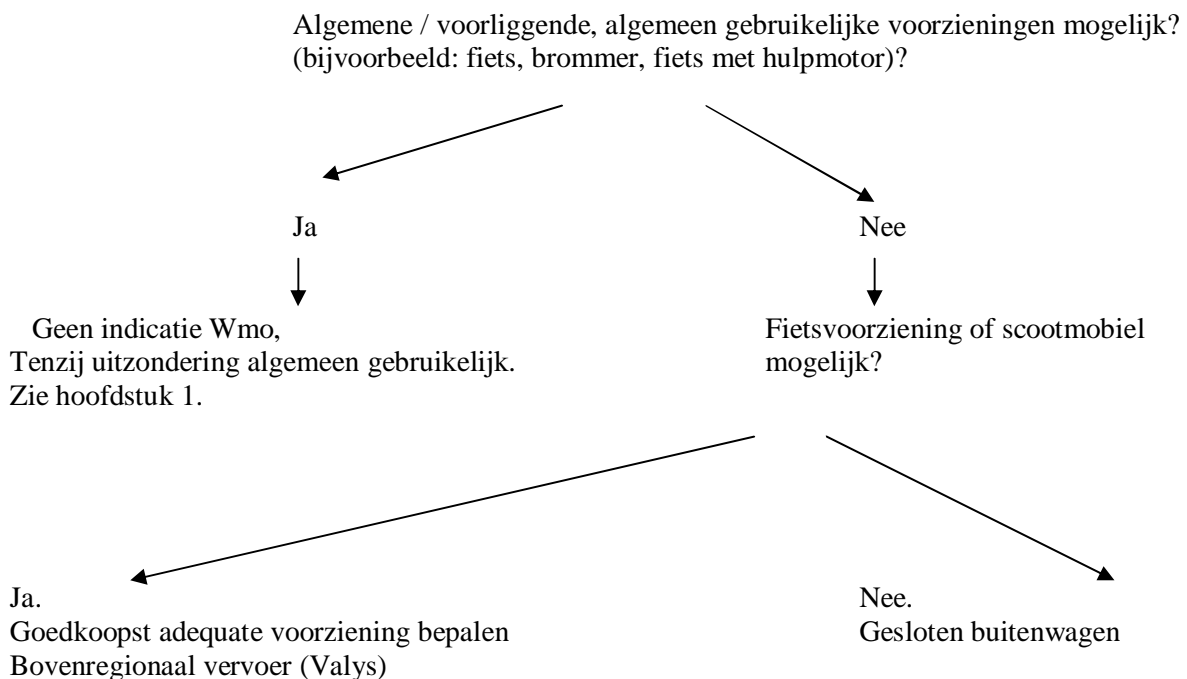 Algemene / voorliggende, algemeen gebruikelijke voorzieningen mogelijk?
(bijvoorbeeld: fiets, brommer, fiets met hulpmotor)?
Ja
Nee
Geen indicatie Wmo,
Tenzij uitzondering algemeen gebruikelijk.
Zie hoofdstuk 1.
Fietsvoorziening of scootmobiel
mogelijk?
Ja.
Goedkoopst adequate voorziening bepalen
Bovenregionaal vervoer (Valys)
Nee.
Gesloten buitenwagen